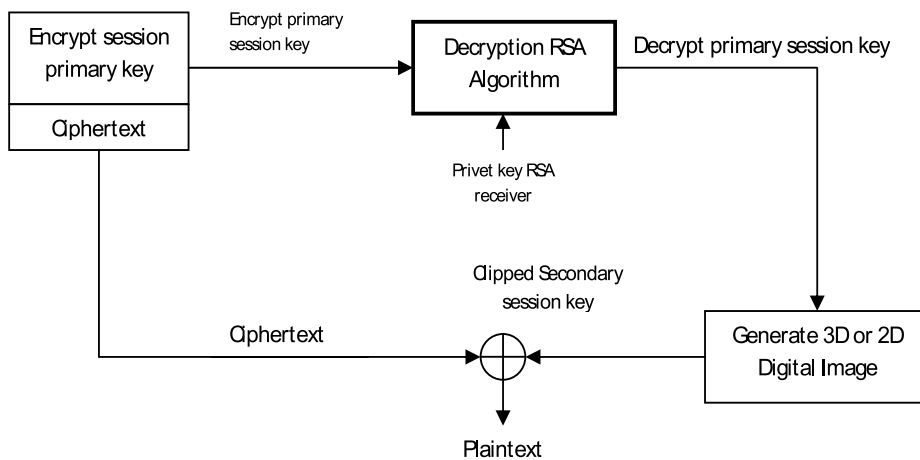 Encrypt session
primary key
Ciphertext
Encrypt primary
session key
Decryption RSA
Algorithm
Decrypt primary session key
Privet key RSA
receiver
Clipped Secondary
session key
Ciphertext
Generate 3D or 2D
Digital Image
Plaintext